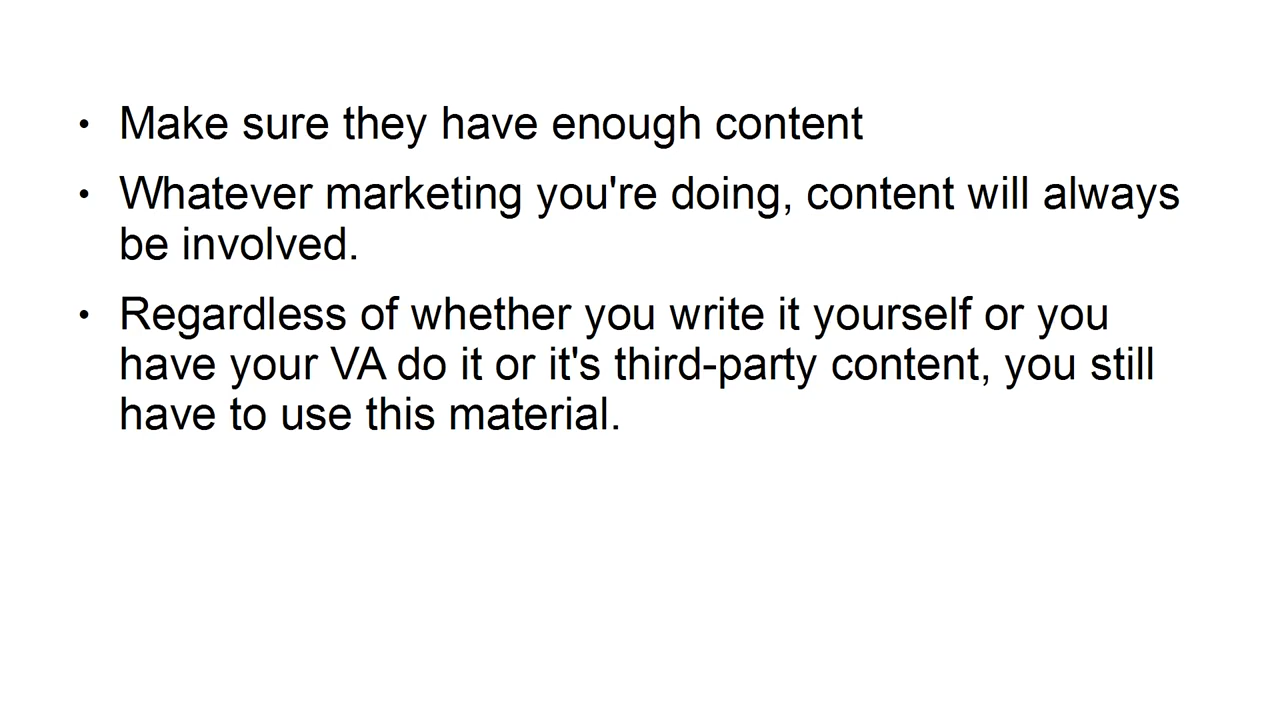 • Make sure they have enough content
• Whatever marketing you're doing, content will always
be involved.
• Regardless of whether you write it yourself or you
have your VA do it or it's third-party content, you still
have to use this material.